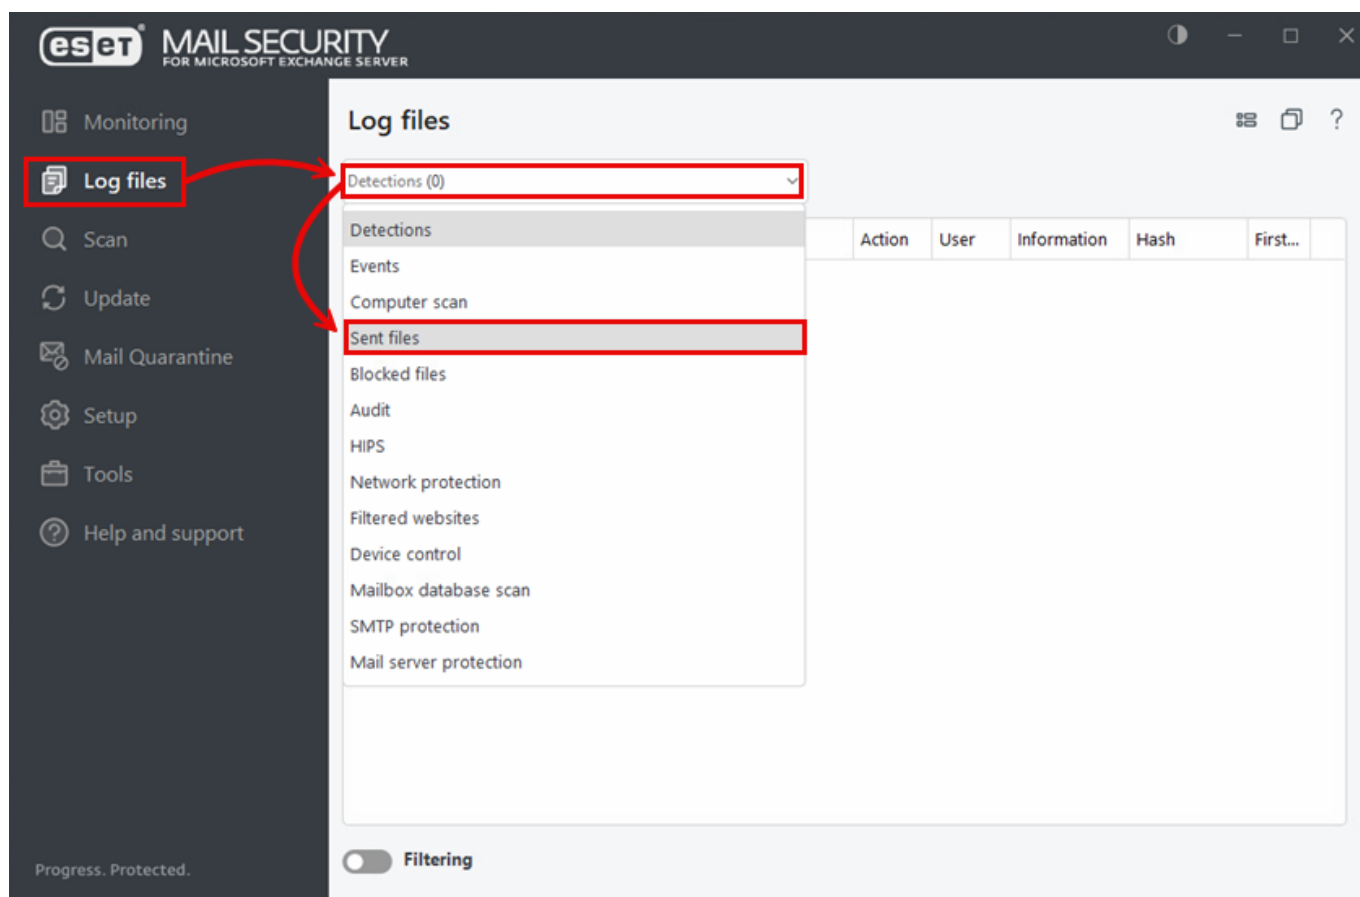 eset MAIL SECURITY
FOR MICROSOFT EXCHANGE SERVER
Monitoring
Log files
Scan
Update
Mail Quarantine
Setup
Tools
Help and support
Progress. Protected.
Log files
?
Detections (0)
Action User Information Hash First...
Detections
Events
Computer scan
Sent files
Blocked files
Audit
HIPS
Network protection
Filtered websites
Device control
Mailbox database scan
SMTP protection
Mail server protection
Filtering